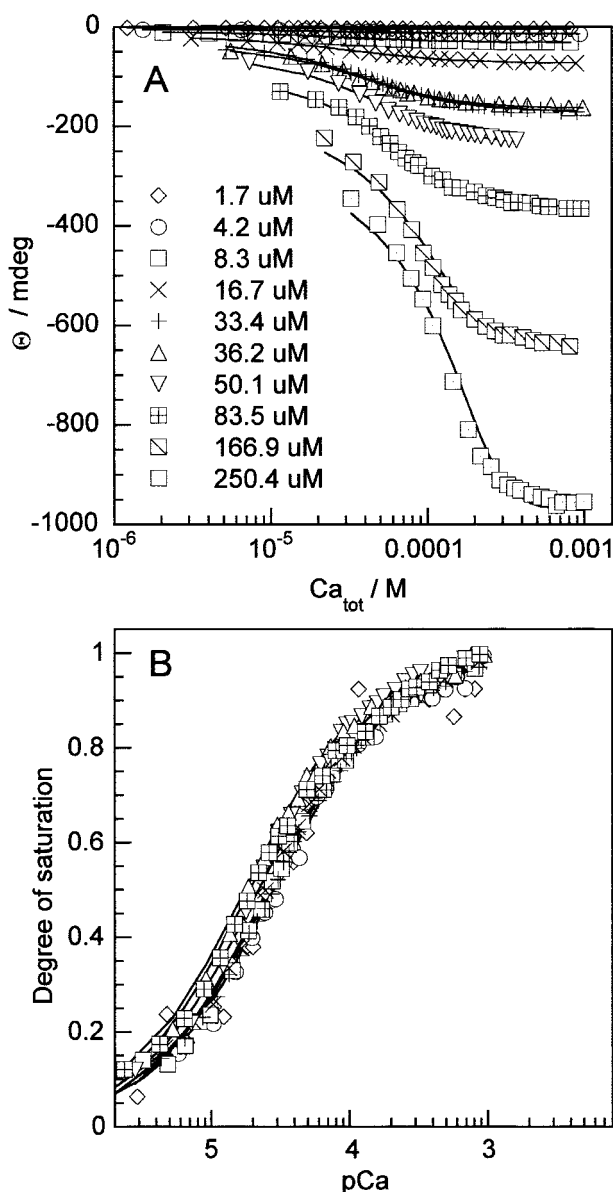 A
0
-200
-400
-600
-800
-1000
Θ / mdeg
1.7 uM
4.2 uM
8.3 uM
16.7 uM
33.4 uM
36.2 uM
50.1 uM
83.5 uM
166.9 uM
250.4 uM
10-6
10-5
0.0001
0.001
Catot / M
B
1
0.8
0.6
0.4
0.2
0
Degree of saturation
5
4
3
pCa